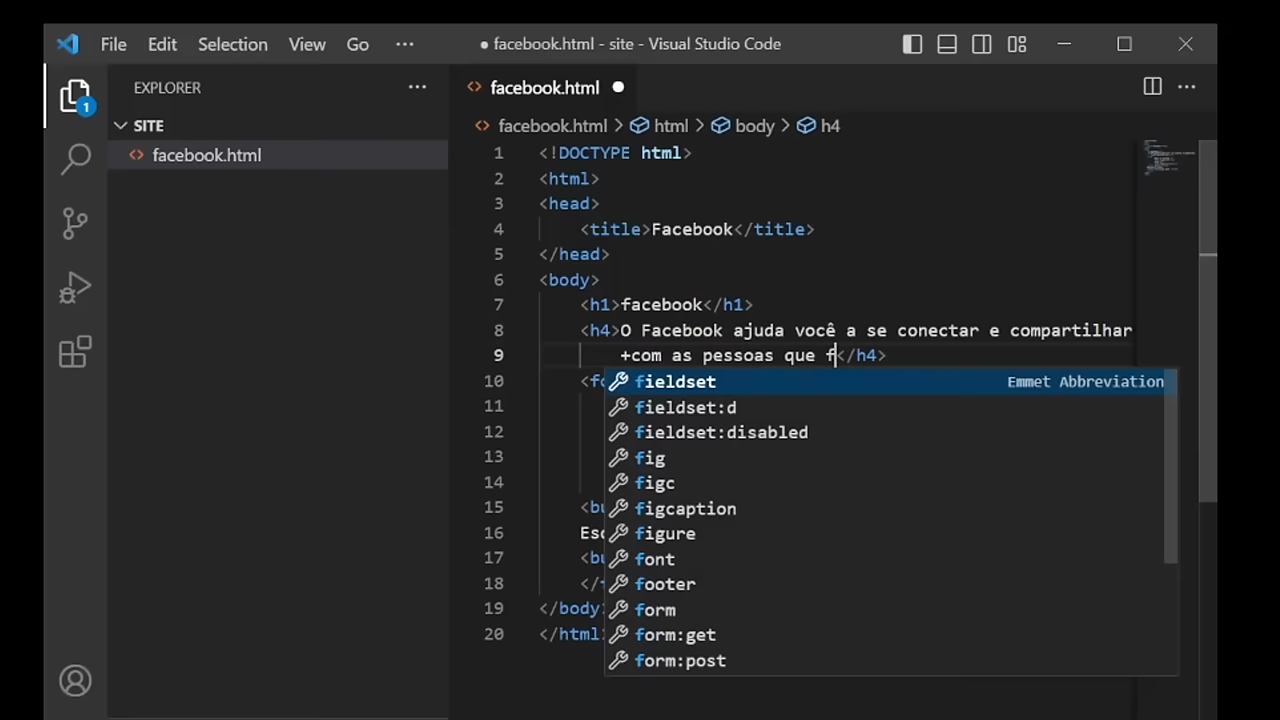 File Edit Selection View Go ··· ● facebook.html - site - Visual Studio Code
EXPLORER ···
SITE
facebook.html
1
facebook.html ●
facebook.html > html > body > h4
1 <!DOCTYPE html>
2 <html>
3 <head>
4 <title>Facebook</title>
5 </head>
6 <body>
7 <h1>facebook</h1>
8 <h4>O Facebook ajuda você a se conectar e compartilhar
9 +com as pessoas que f</h4>
10 <fo
11
12
13
14
15 <bu
16 Esq
17 <bu
18 </f
19 </body>
20 </html>
fieldset Emmet Abbreviation
fieldset:d
fieldset:disabled
fig
figc
figcaption
figure
font
footer
form
form:get
form:post